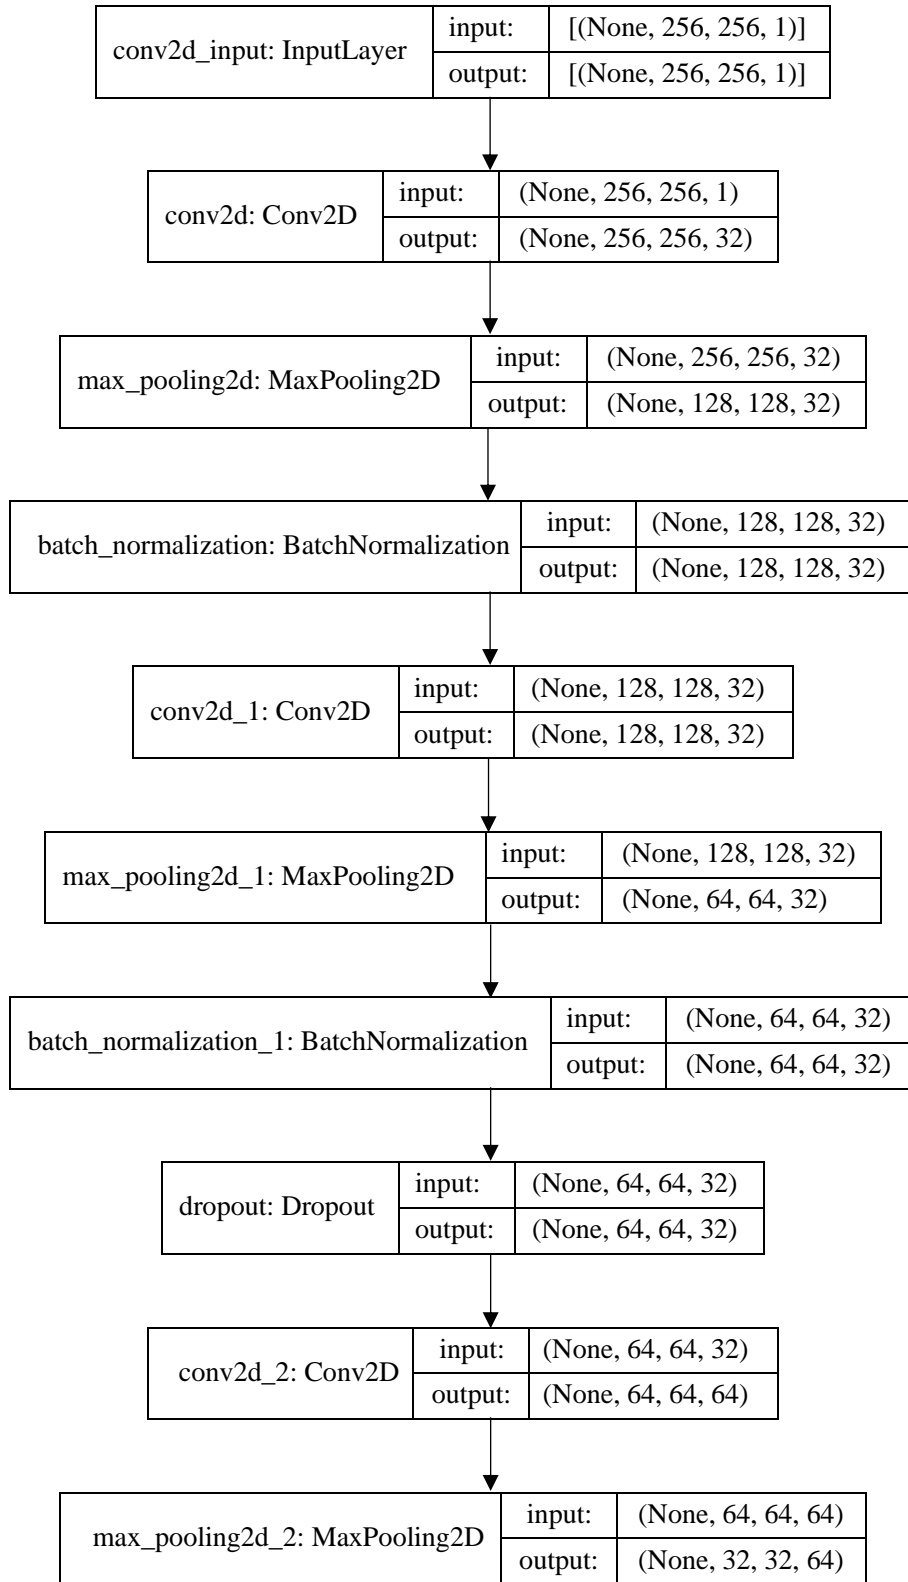 conv2d_input: InputLayer
input: [(None, 256, 256, 1)]
output: [(None, 256, 256, 1)]
conv2d: Conv2D
input: (None, 256, 256, 1)
output: (None, 256, 256, 32)
max_pooling2d: MaxPooling2D
input: (None, 256, 256, 32)
output: (None, 128, 128, 32)
batch_normalization: BatchNormalization
input: (None, 128, 128, 32)
output: (None, 128, 128, 32)
conv2d_1: Conv2D
input: (None, 128, 128, 32)
output: (None, 128, 128, 32)
max_pooling2d_1: MaxPooling2D
input: (None, 128, 128, 32)
output: (None, 64, 64, 32)
batch_normalization_1: BatchNormalization
input: (None, 64, 64, 32)
output: (None, 64, 64, 32)
dropout: Dropout
input: (None, 64, 64, 32)
output: (None, 64, 64, 32)
conv2d_2: Conv2D
input: (None, 64, 64, 32)
output: (None, 64, 64, 64)
max_pooling2d_2: MaxPooling2D
input: (None, 64, 64, 64)
output: (None, 32, 32, 64)